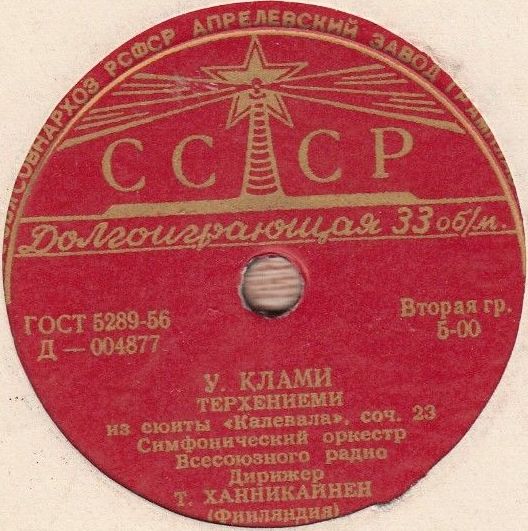 СОВНАРХОЗ РСФСР АПРЕЛЕВСКИЙ ЗАВОД
СССР
Долгоиграющая 33 об/м.
ГОСТ 5289-56
Д — 004877
Вторая гр.
5-00
У. КЛАМИ
ТЕРХЕНИЕМИ
из сюиты «Калевала», соч. 23
Симфонический оркестр
Всесоюзного радио
Дирижер
Т. ХАННИКАЙНЕН
(Финляндия)